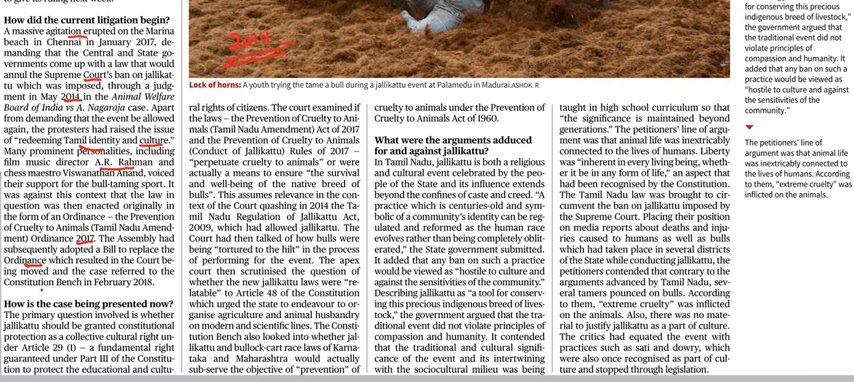 to give its ruling next week.
How did the current litigation begin?
A massive agitation erupted on the Marina
beach in Chennai in January 2017, de-
manding that the Central and State go-
vernments come up with a law that would
annul the Supreme Court's ban on jallikat-
tu which was imposed, through a judg-
ment in May 2014 in the Animal Welfare
Board of India vs A. Nagaraja case. Apart
from demanding that the event be allowed
again, the protesters had raised the issue
of "redeeming Tamil identity and culture."
Many prominent personalities, including
film music director A.R. Rahman and
chess maestro Viswanathan Anand, voiced
their support for the bull-taming sport. It
was against this context that the law in
question was then enacted originally in
the form of an Ordinance – the Prevention
of Cruelty to Animals (Tamil Nadu Amend-
ment) Ordinance 2017. The Assembly had
subsequently adopted a Bill to replace the
Ordinance which resulted in the Court be-
ing moved and the case referred to the
Constitution Bench in February 2018.
How is the case being presented now?
The primary question involved is whether
jallikattu should be granted constitutional
protection as a collective cultural right un-
der Article 29 (1) – a fundamental right
guaranteed under Part III of the Constitu-
tion to protect the educational and cultu-
2014
Lock of horns: A youth trying the tame a bull during a jallikattu event at Palamedu in Madurai. ASHOK. R
ral rights of citizens. The court examined if
the laws – the Prevention of Cruelty to Ani-
mals (Tamil Nadu Amendment) Act of 2017
and the Prevention of Cruelty to Animals
(Conduct of Jallikattu) Rules of 2017 –
"perpetuate cruelty to animals" or were
actually a means to ensure "the survival
and well-being of the native breed of
bulls". This assumes relevance in the con-
text of the Court quashing in 2014 the Ta-
mil Nadu Regulation of Jallikattu Act,
2009, which had allowed jallikattu. The
Court had then talked of how bulls were
being "tortured to the hilt" in the process
of performing for the event. The apex
court then scrutinised the question of
whether the new jallikattu laws were "re-
latable" to Article 48 of the Constitution
which urged the state to endeavour to or-
ganise agriculture and animal husbandry
on modern and scientific lines. The Consti-
tution Bench also looked into whether jal-
likattu and bullock-cart race laws of Karna-
taka and Maharashtra would actually
sub-serve the objective of "prevention" of
cruelty to animals under the Prevention of
Cruelty to Animals Act of 1960.
What were the arguments adduced
for and against jallikattu?
In Tamil Nadu, jallikattu is both a religious
and cultural event celebrated by the peo-
ple of the State and its influence extends
beyond the confines of caste and creed. "A
practice which is centuries-old and sym-
bolic of a community's identity can be reg-
ulated and reformed as the human race
evolves rather than being completely oblit-
erated," the State government submitted.
It added that any ban on such a practice
would be viewed as "hostile to culture and
against the sensitivities of the community."
Describing jallikattu as "a tool for conserv-
ing this precious indigenous breed of lives-
tock," the government argued that the tra-
ditional event did not violate principles of
compassion and humanity. It contended
that the traditional and cultural signifi-
cance of the event and its intertwining
with the sociocultural milieu was being
taught in high school curriculum so that
"the significance is maintained beyond
generations." The petitioners' line of argu-
ment was that animal life was inextricably
connected to the lives of humans. Liberty
was "inherent in every living being, wheth-
er it be in any form of life," an aspect that
had been recognised by the Constitution.
The Tamil Nadu law was brought to cir-
cumvent the ban on jallikattu imposed by
the Supreme Court. Placing their position
on media reports about deaths and inju-
ries caused to humans as well as bulls
which had taken place in several districts
of the State while conducting jallikattu, the
petitioners contended that contrary to the
arguments advanced by Tamil Nadu, sev-
eral tamers pounced on bulls. According
to them, "extreme cruelty" was inflicted
on the animals. Also, there was no mate-
rial to justify jallikattu as a part of culture.
The critics had equated the event with
practices such as sati and dowry, which
were also once recognised as part of cul-
ture and stopped through legislation.
for conserving this precious
indigenous breed of livestock,"
the government argued that
the traditional event did not
violate principles of
compassion and humanity. It
added that any ban on such a
practice would be viewed as
"hostile to culture and against
the sensitivities of the
community."
The petitioners' line of
argument was that animal life
was inextricably connected to
the lives of humans. According
to them, "extreme cruelty" was
inflicted on the animals.